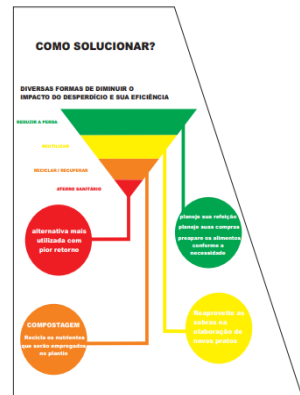 COMO SOLUCIONAR?
DIVERSAS FORMAS DE DIMINUIR O
IMPACTO DO DESPERDÍCIO E SUA EFICIÊNCIA
REDUZIR A PERDA
REUTILIZAR
RECICLAR / RECUPERAR
ATERRO SANITÁRIO
alternativa mais
utilizada com
pior retorno
planeje sua refeição
planeje suas compras
prepare os alimentos
conforme a
necessidade
COMPOSTAGEM
Recicle os nutrientes
que serão empregados
no plantio
Reaproveite as
sobras na
elaboração de
novos pratos